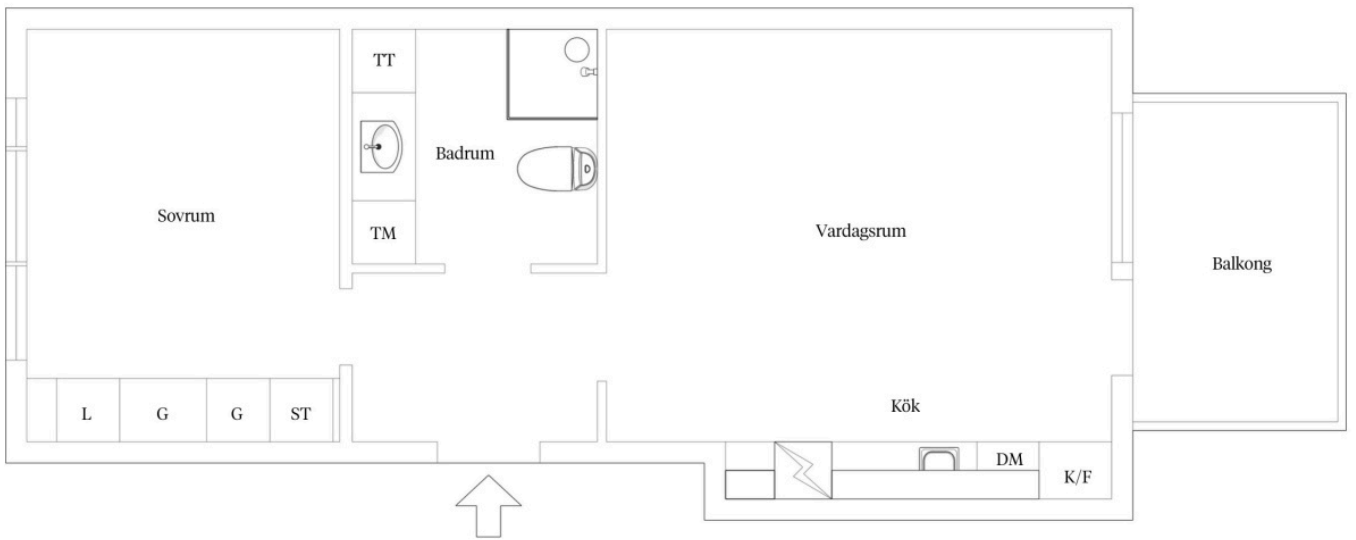 TT
Badrum
Sovrum
TM
Vardagsrum
Balkong
L
G
G
ST
Kök
DM
K/F